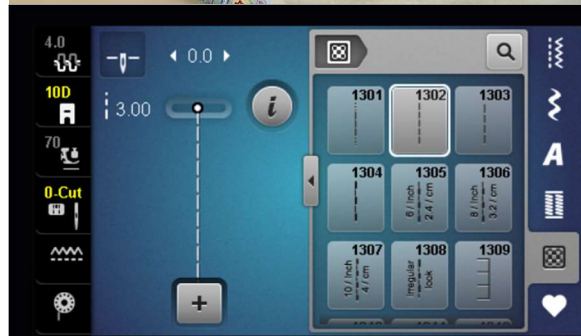 4.0
10D
70
0-Cut
0.0
3.00
i
1301
1302
1303
1304
1305
6 / Inch
2.4 / cm
1306
8 / Inch
3.2 / cm
1307
10 / Inch
4 / cm
1308
Irregular
look
1309
A